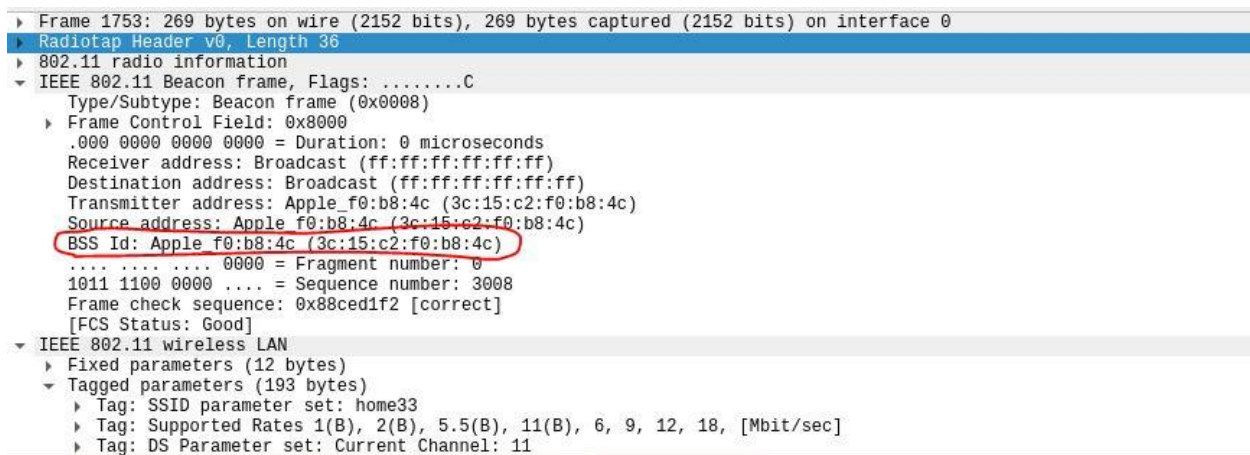 Frame 1753: 269 bytes on wire (2152 bits), 269 bytes captured (2152 bits) on interface 0
Radiotap Header v0, Length 36
802.11 radio information
IEEE 802.11 Beacon frame, Flags: ........C
Type/Subtype: Beacon frame (0x0008)
Frame Control Field: 0x8000
.000 0000 0000 0000 = Duration: 0 microseconds
Receiver address: Broadcast (ff:ff:ff:ff:ff:ff)
Destination address: Broadcast (ff:ff:ff:ff:ff:ff)
Transmitter address: Apple_f0:b8:4c (3c:15:c2:f0:b8:4c)
Source address: Apple_f0:b8:4c (3c:15:c2:f0:b8:4c)
BSS Id: Apple_f0:b8:4c (3c:15:c2:f0:b8:4c)
.... .... .... 0000 = Fragment number: 0
1011 1100 0000 .... = Sequence number: 3008
Frame check sequence: 0x88ced1f2 [correct]
[FCS Status: Good]
IEEE 802.11 wireless LAN
Fixed parameters (12 bytes)
Tagged parameters (193 bytes)
Tag: SSID parameter set: home33
Tag: Supported Rates 1(B), 2(B), 5.5(B), 11(B), 6, 9, 12, 18, [Mbit/sec]
Tag: DS Parameter set: Current Channel: 11